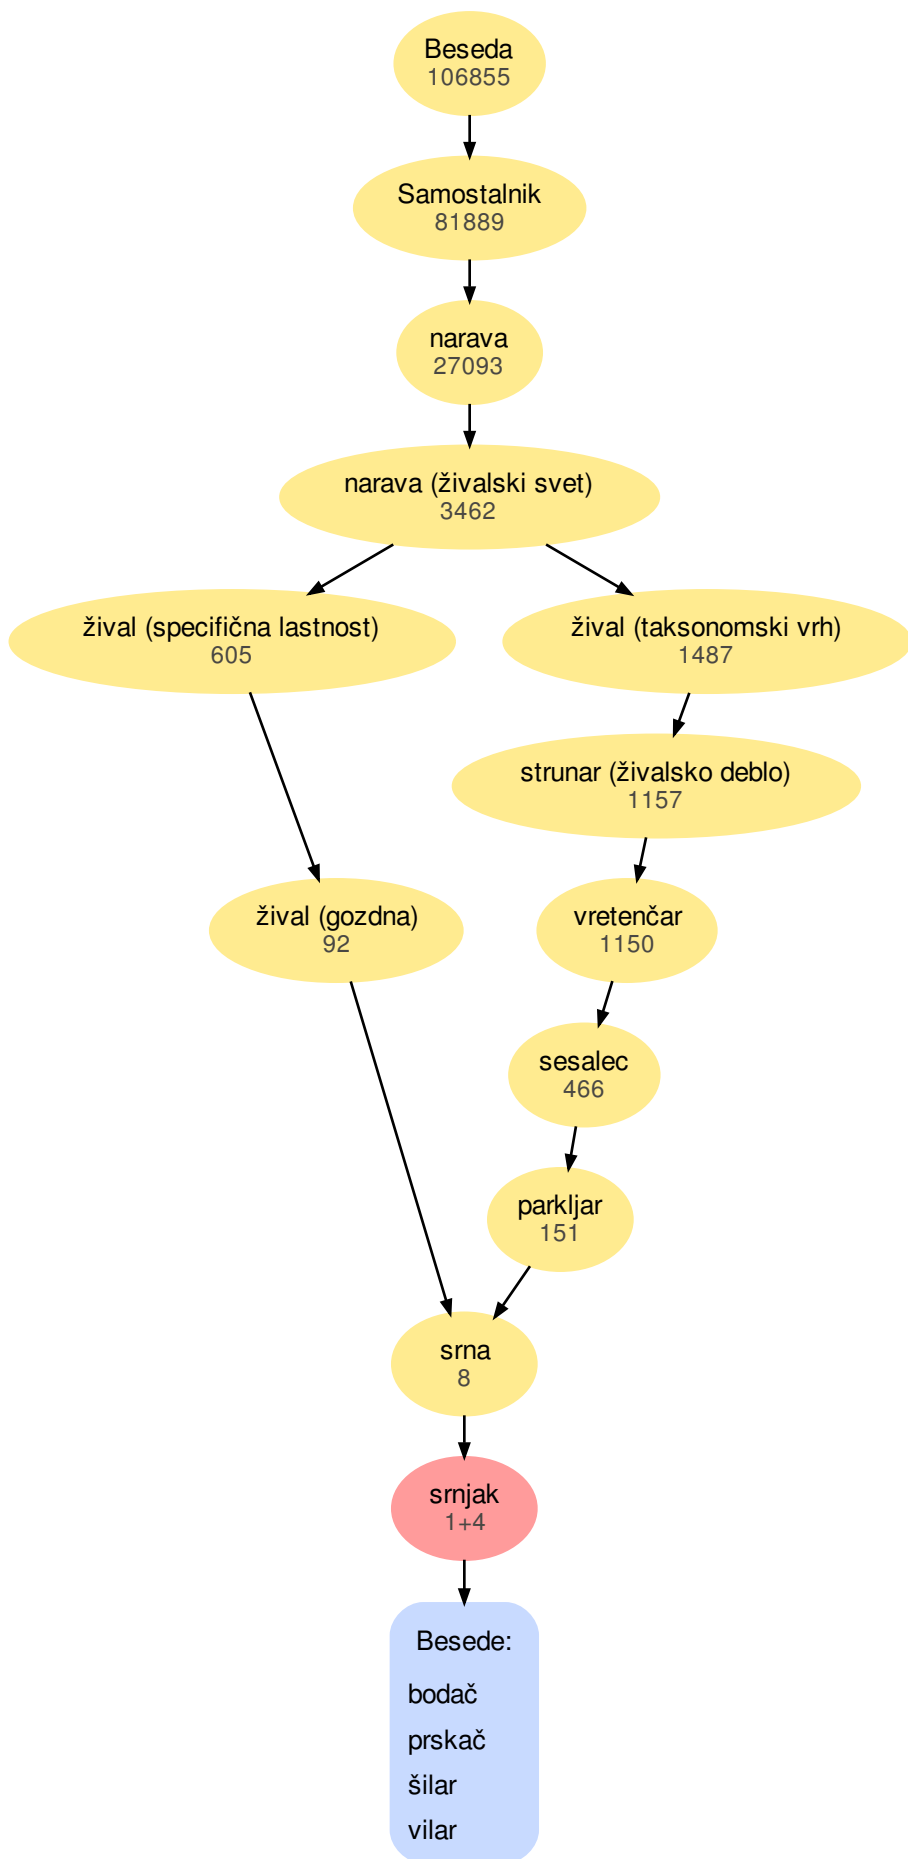 Beseda
106855
Samostalnik
81889
narava
27093
narava (živalski svet)
3462
žival (specifična lastnost)
605
žival (taksonomski vrh)
1487
strunar (živalsko deblo)
1157
žival (gozdna)
92
vretenčar
1150
sesalec
466
parkljar
151
srna
8
srnjak
1+4
Besede:
bodač
prskač
šilar
vilar